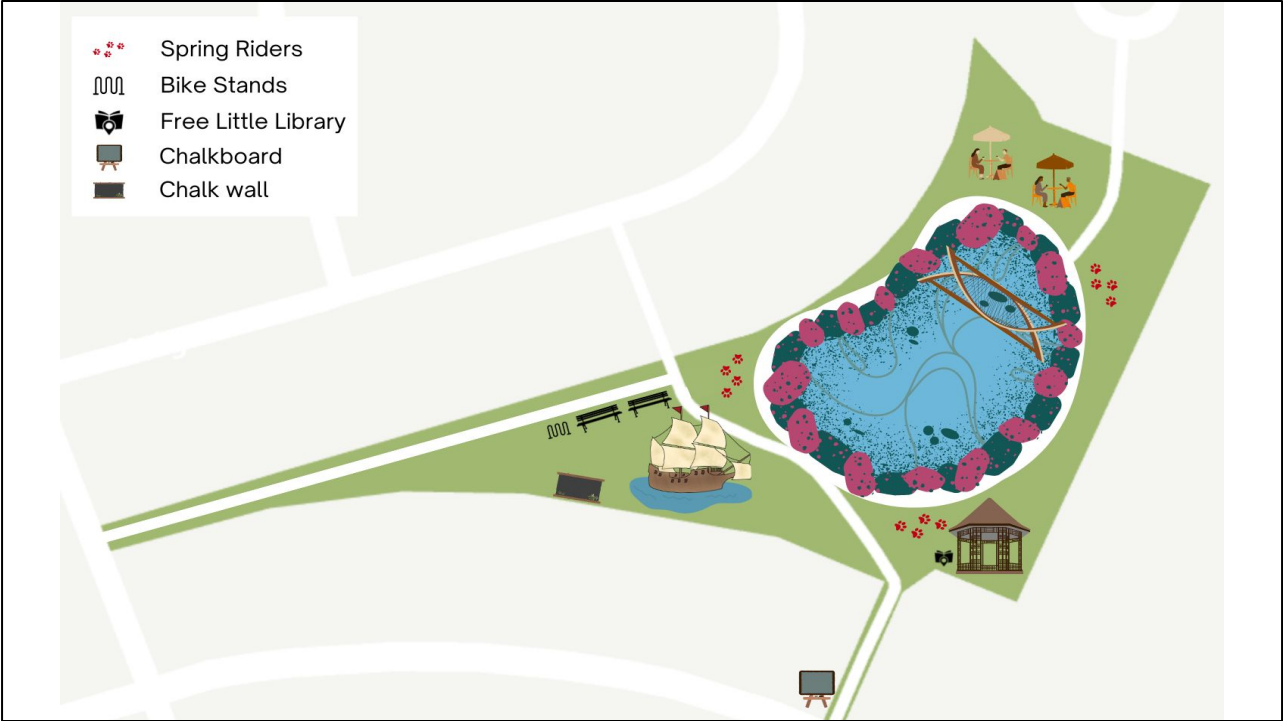 Spring Riders
Bike Stands
Free Little Library
Chalkboard
Chalk wall